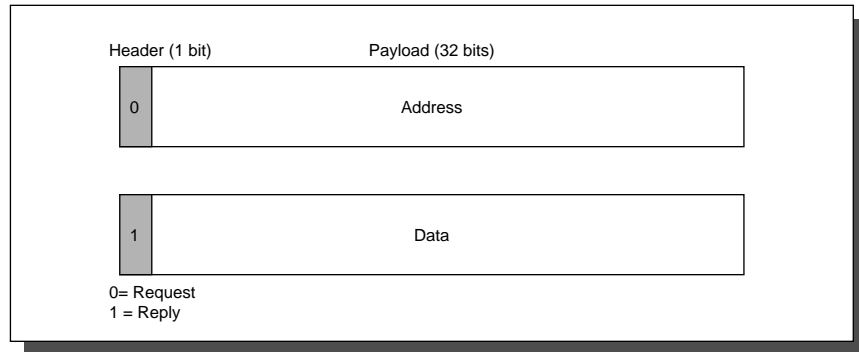 Header (1 bit) Payload (32 bits)
0 Address
1 Data
0= Request
1 = Reply